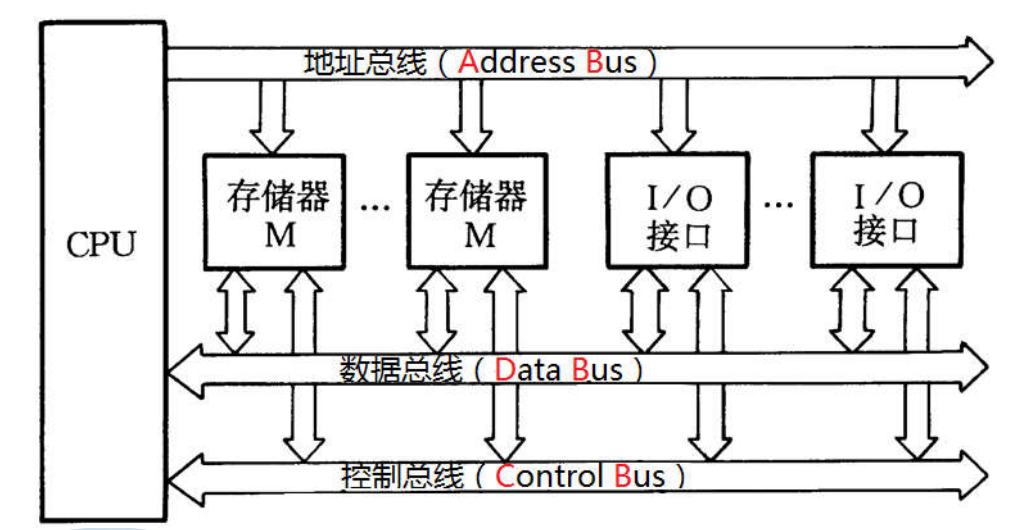 地址总线（Address Bus）
存储器
M
...
存储器
M
I/O
接口
...
I/O
接口
CPU
数据总线（Data Bus）
控制总线（Control Bus）